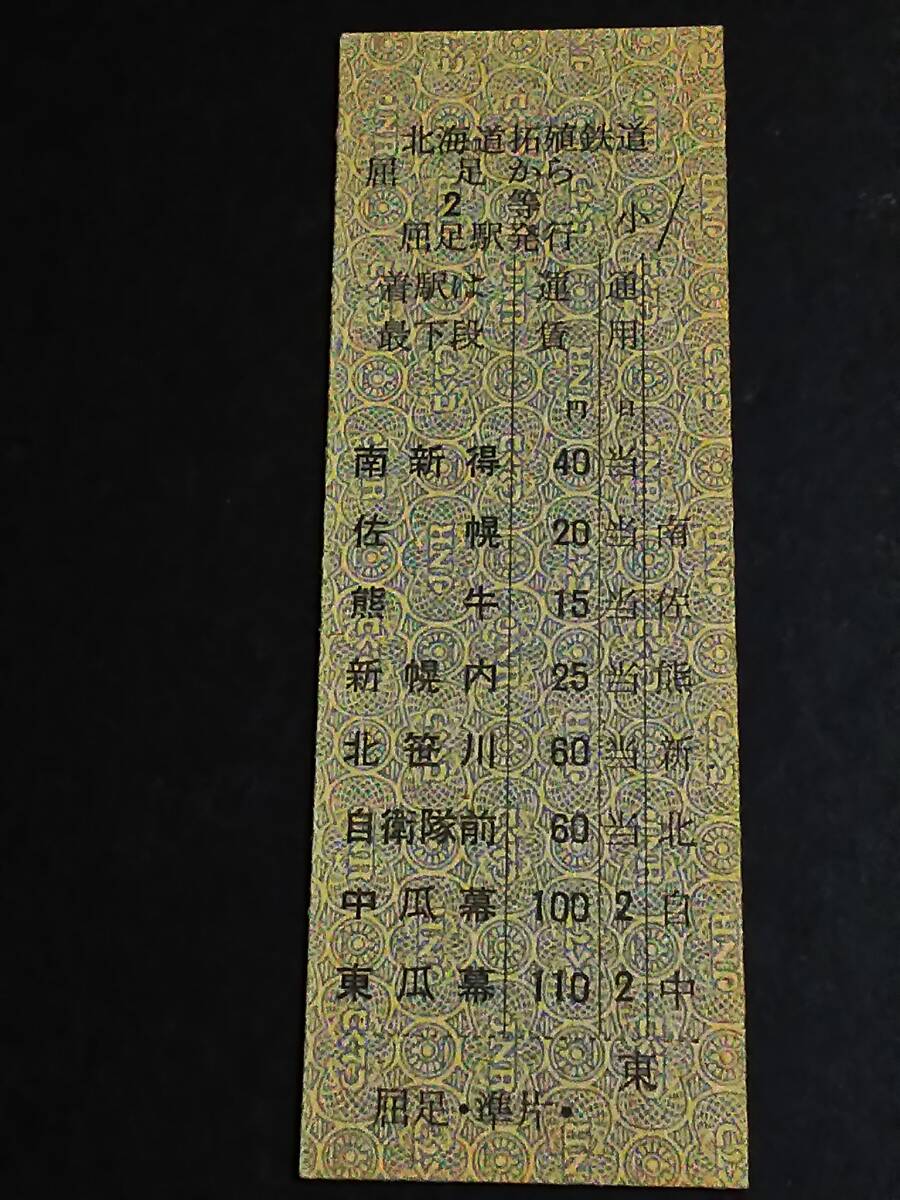 北海道拓殖鉄道
屈足から
2等 小
屈足駅発行
着駅は 運 通
最下段 賃 用
円 日
南新得 40 当
佐幌 20 当 南
熊牛 15 当 佐
新幌内 25 当 熊
北笹川 60 当 新
自衛隊前 60 当 北
中瓜幕 100 2 自
東瓜幕 110 2 中
東
屈足・準片・